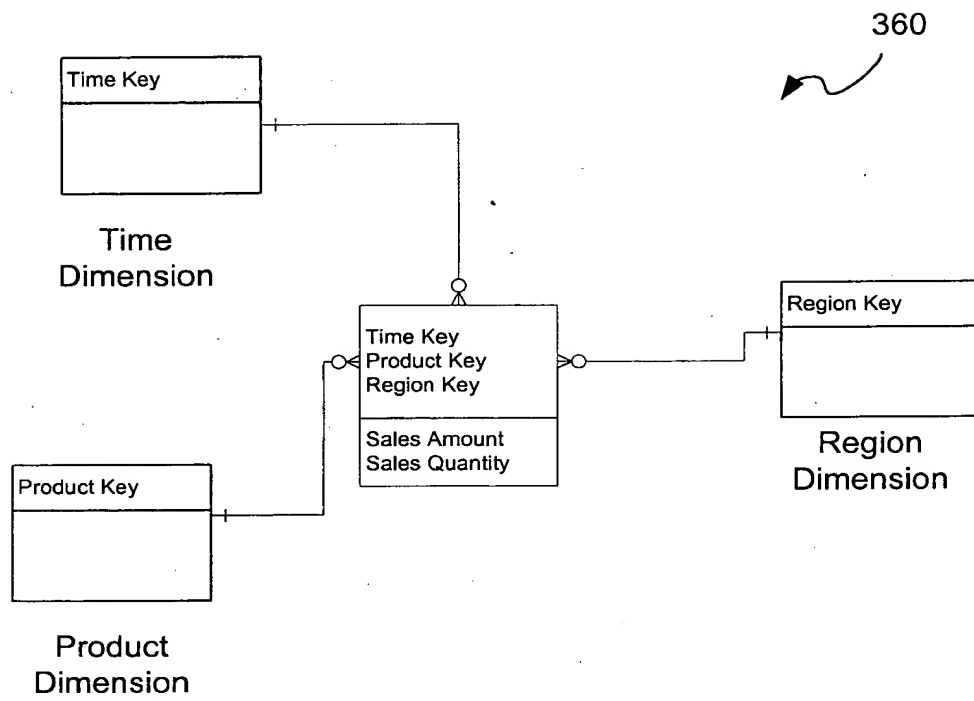 360
Time Key
Time
Dimension
Time Key
Product Key
Region Key
Sales Amount
Sales Quantity
Region Key
Region
Dimension
Product Key
Product
Dimension